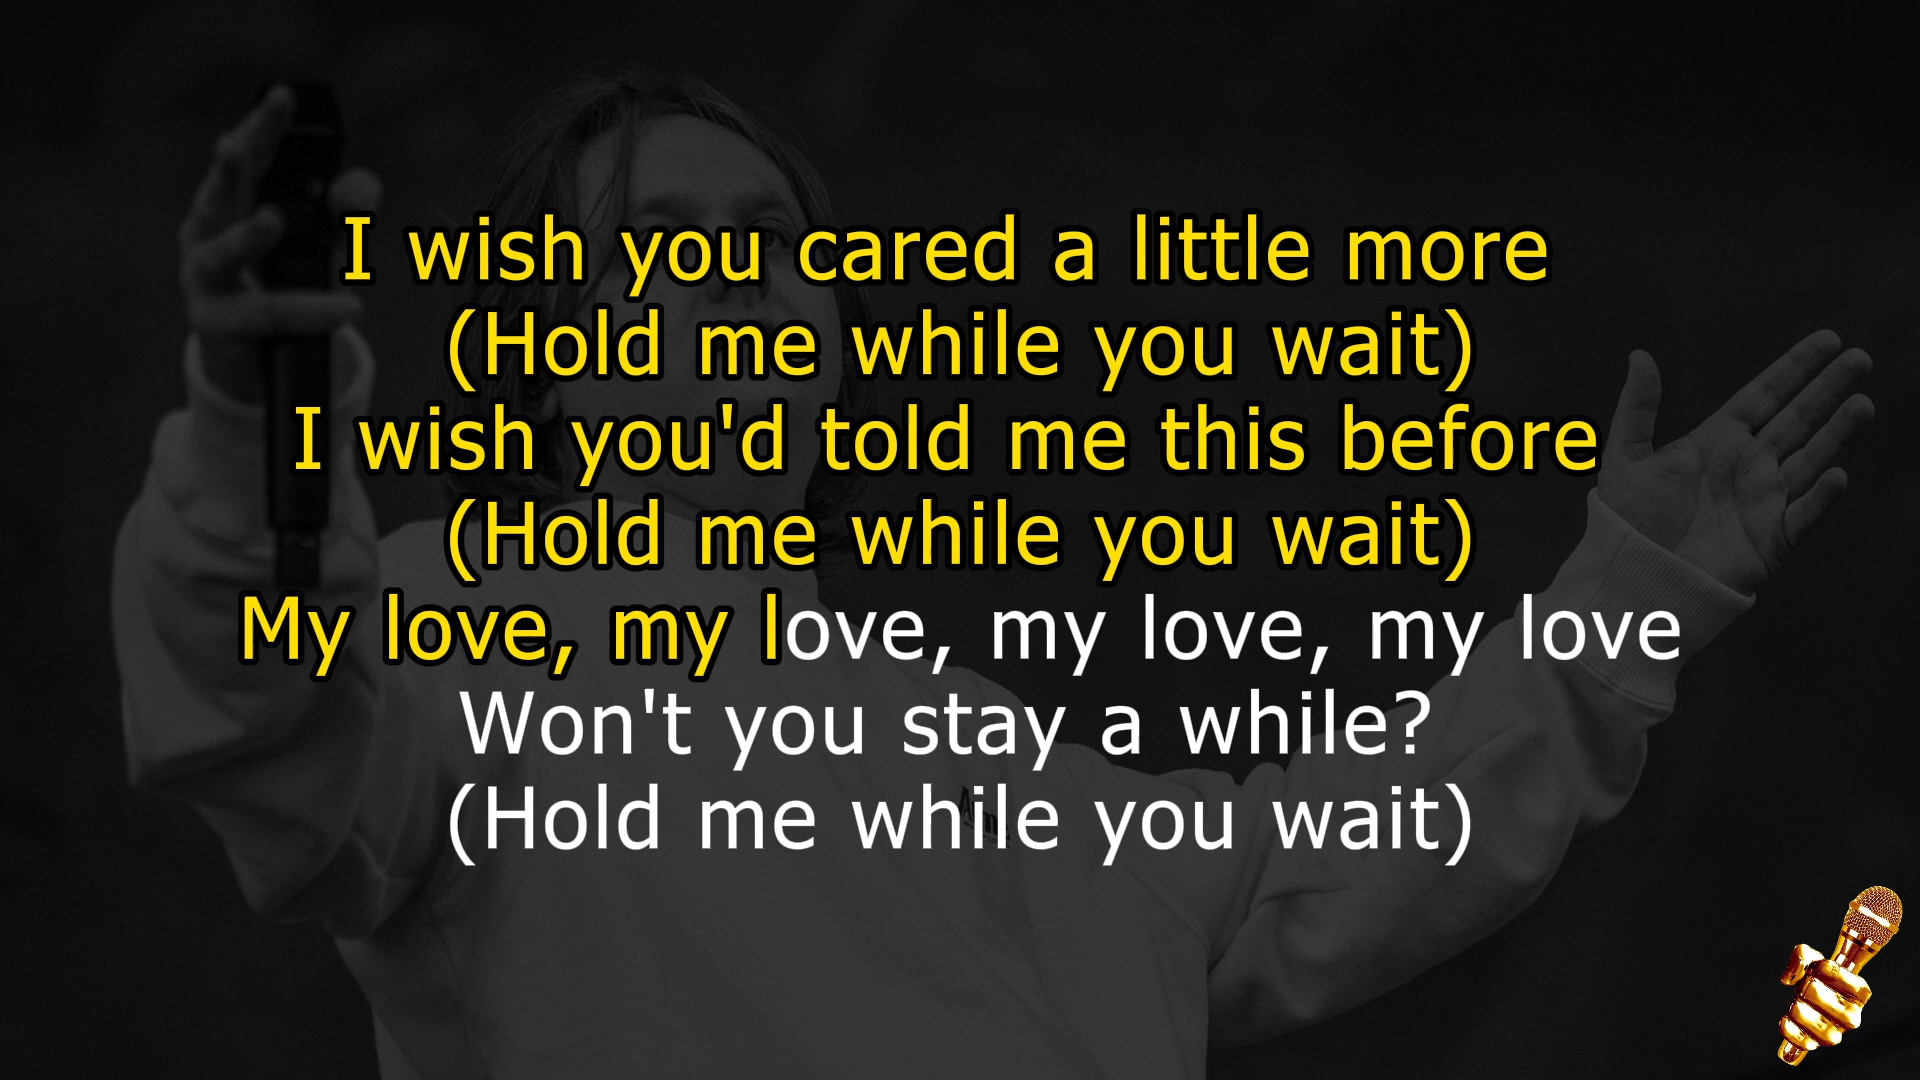 I wish you cared a little more
(Hold me while you wait)
I wish you'd told me this before
(Hold me while you wait)
My love, my love, my love, my love
Won't you stay a while?
(Hold me while you wait)